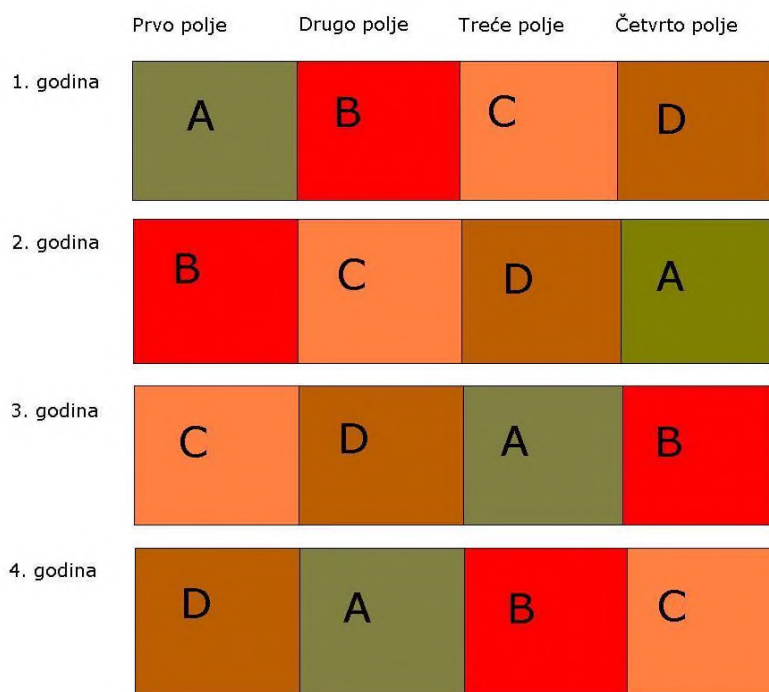 Prvo polje Drugo polje Treće polje Četvrto polje
1. godina A B C D
2. godina B C D A
3. godina C D A B
4. godina D A B C